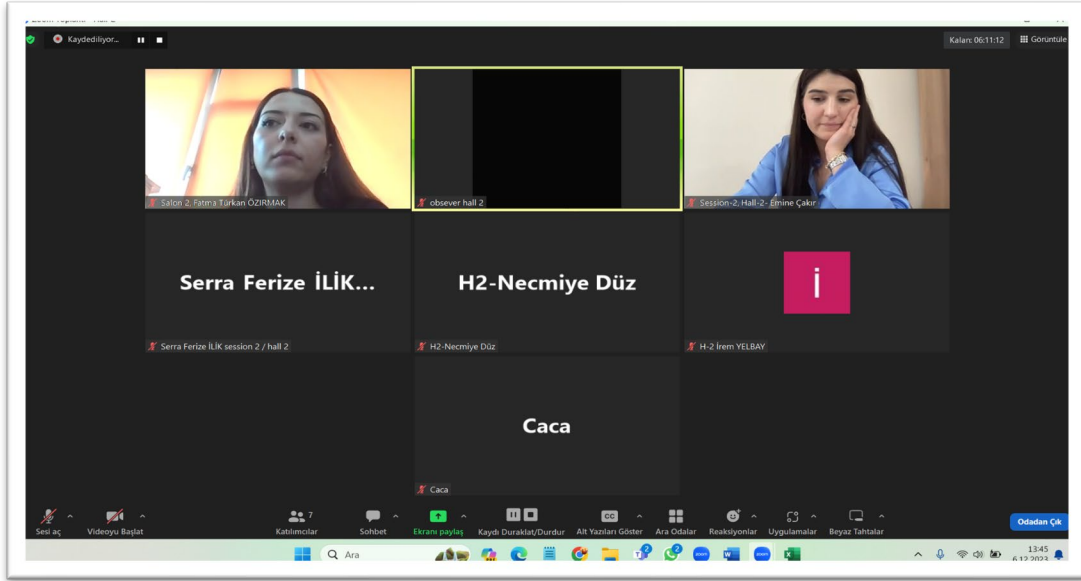 Kaydediliyor...
Kalan: 06:11:12
Görüntüle
Salon 2, Fatma Türkan ÖZIRMAK
obsever hall 2
Session-2, Hall-2- Emine Çakır
Serra Ferize İLİK...
H2-Necmiye Düz
i
Serra Ferize İLİK session 2 / hall 2
H2-Necmiye Düz
H-2 İrem YELBAY
Caca
Caca
7
Sesi aç
Videoyu Başlat
Katılımcılar
Sohbet
Ekranı paylaş
Kaydı Duraklat/Durdur
CC
Alt Yazıları Göster
Ara Odalar
Reaksiyonlar
Uygulamalar
Beyaz Tahtalar
Odadan Çık
Ara
13:45
6.12.2023